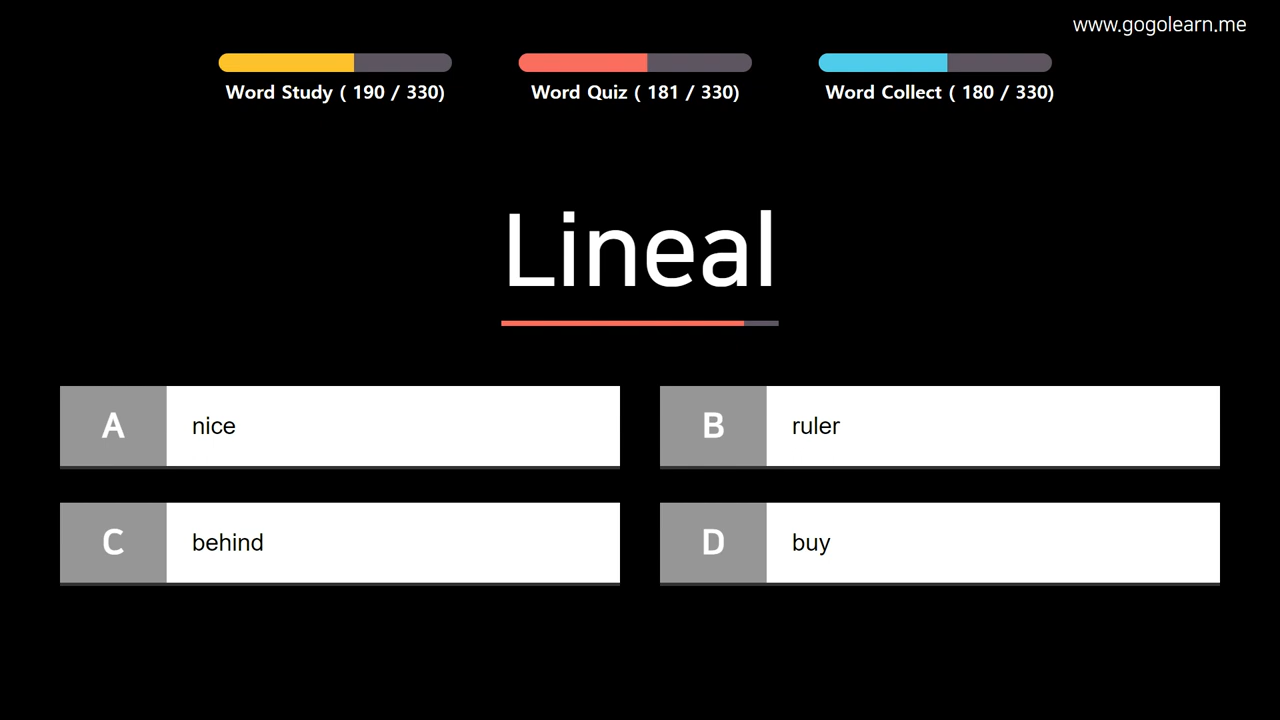 www.gogolearn.me
Word Study ( 190 / 330)
Word Quiz ( 181 / 330)
Word Collect ( 180 / 330)
Lineal
A nice
B ruler
C behind
D buy